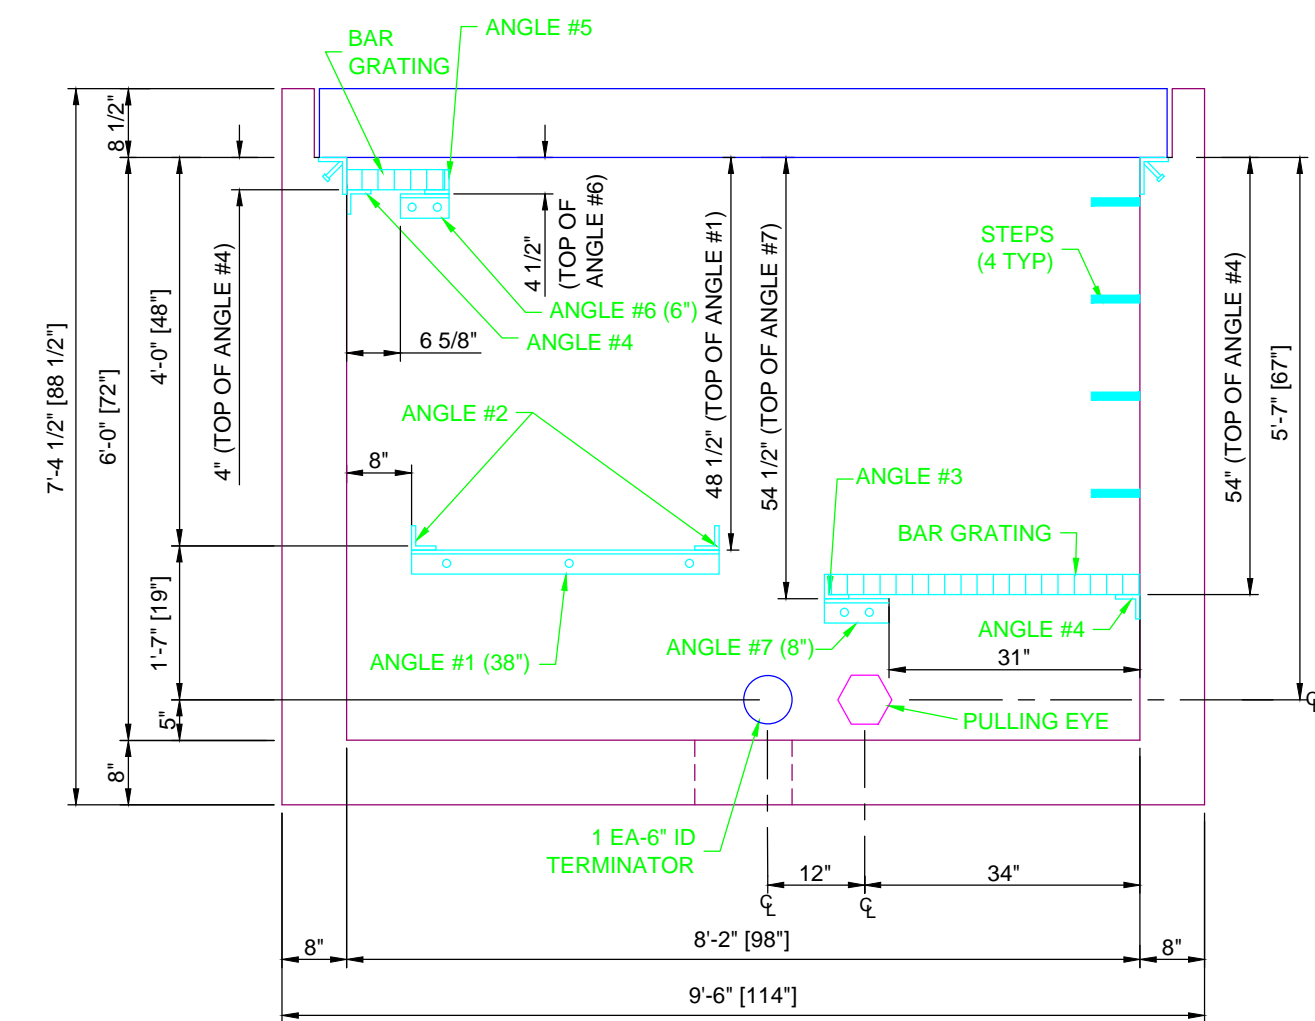 ANGLE #5
BAR
GRATING
8 1/2"
4 1/2"
(TOP OF
ANGLE #6)
STEPS
(4 TYP)
4" (TOP OF ANGLE #4)
4'-0" [48"]
6'-0" [72"]
7'-4 1/2" [88 1/2"]
ANGLE #6 (6")
ANGLE #4
6 5/8"
48 1/2" (TOP OF ANGLE #1)
54 1/2" (TOP OF ANGLE #7)
54" (TOP OF ANGLE #4)
5'-7" [67"]
ANGLE #2
8"
ANGLE #3
BAR GRATING
1'-7" [19"]
ANGLE #1 (38")
ANGLE #7 (8")
ANGLE #4
31"
5"
PULLING EYE
℄
8"
1 EA-6" ID
TERMINATOR
12"
34"
℄
℄
8"
8'-2" [98"]
8"
9'-6" [114"]